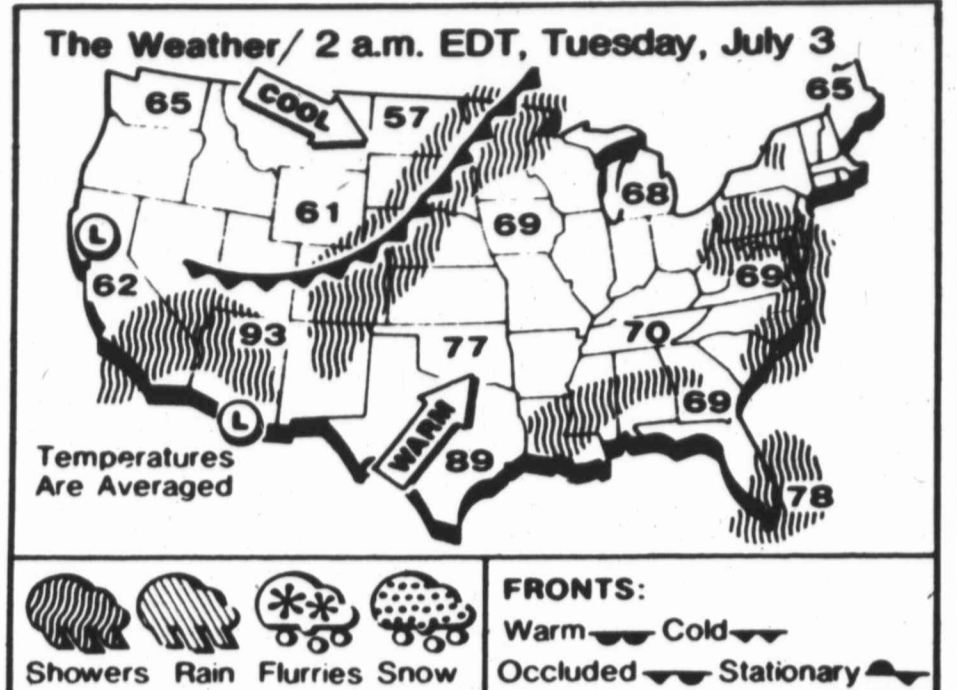 The Weather/ 2 a.m. EDT, Tuesday, July 3
65
COOL
57
65
61
68
69
L
62
69
93
70
77
69
WARM
L
89
Temperatures
Are Averaged
78
FRONTS:
Warm Cold
Showers Rain Flurries Snow
Occluded Stationary